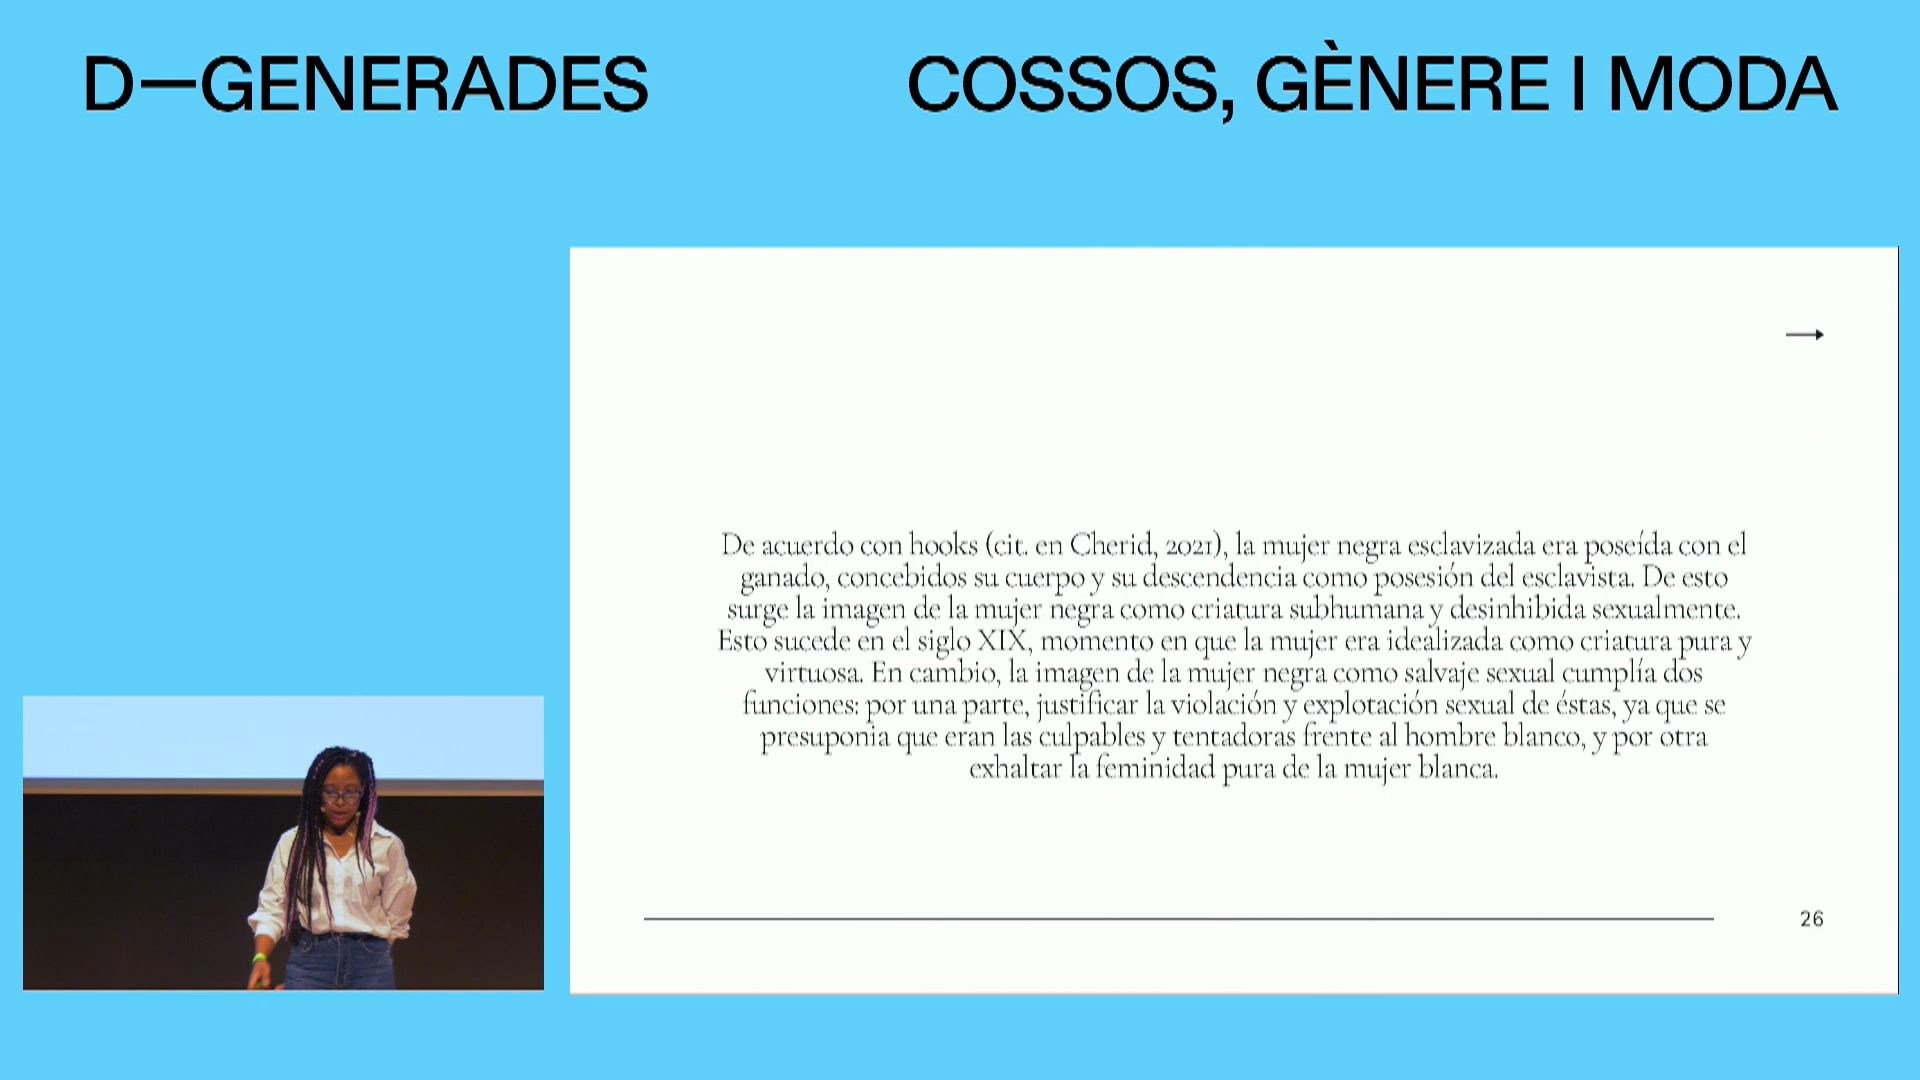 D—GENERADES
COSSOS, GÈNERE I MODA
De acuerdo con hooks (cit. en Cherid, 2021), la mujer negra esclavizada era poseída con el
ganado, concebidos su cuerpo y su descendencia como posesión del esclavista. De esto
surge la imagen de la mujer negra como criatura subhumana y desinhibida sexualmente.
Esto sucede en el siglo XIX, momento en que la mujer era idealizada como criatura pura y
virtuosa. En cambio, la imagen de la mujer negra como salvaje sexual cumplía dos
funciones: por una parte, justificar la violación y explotación sexual de éstas, ya que se
presuponia que eran las culpables y tentadoras frente al hombre blanco, y por otra
exhaltar la feminidad pura de la mujer blanca.
26